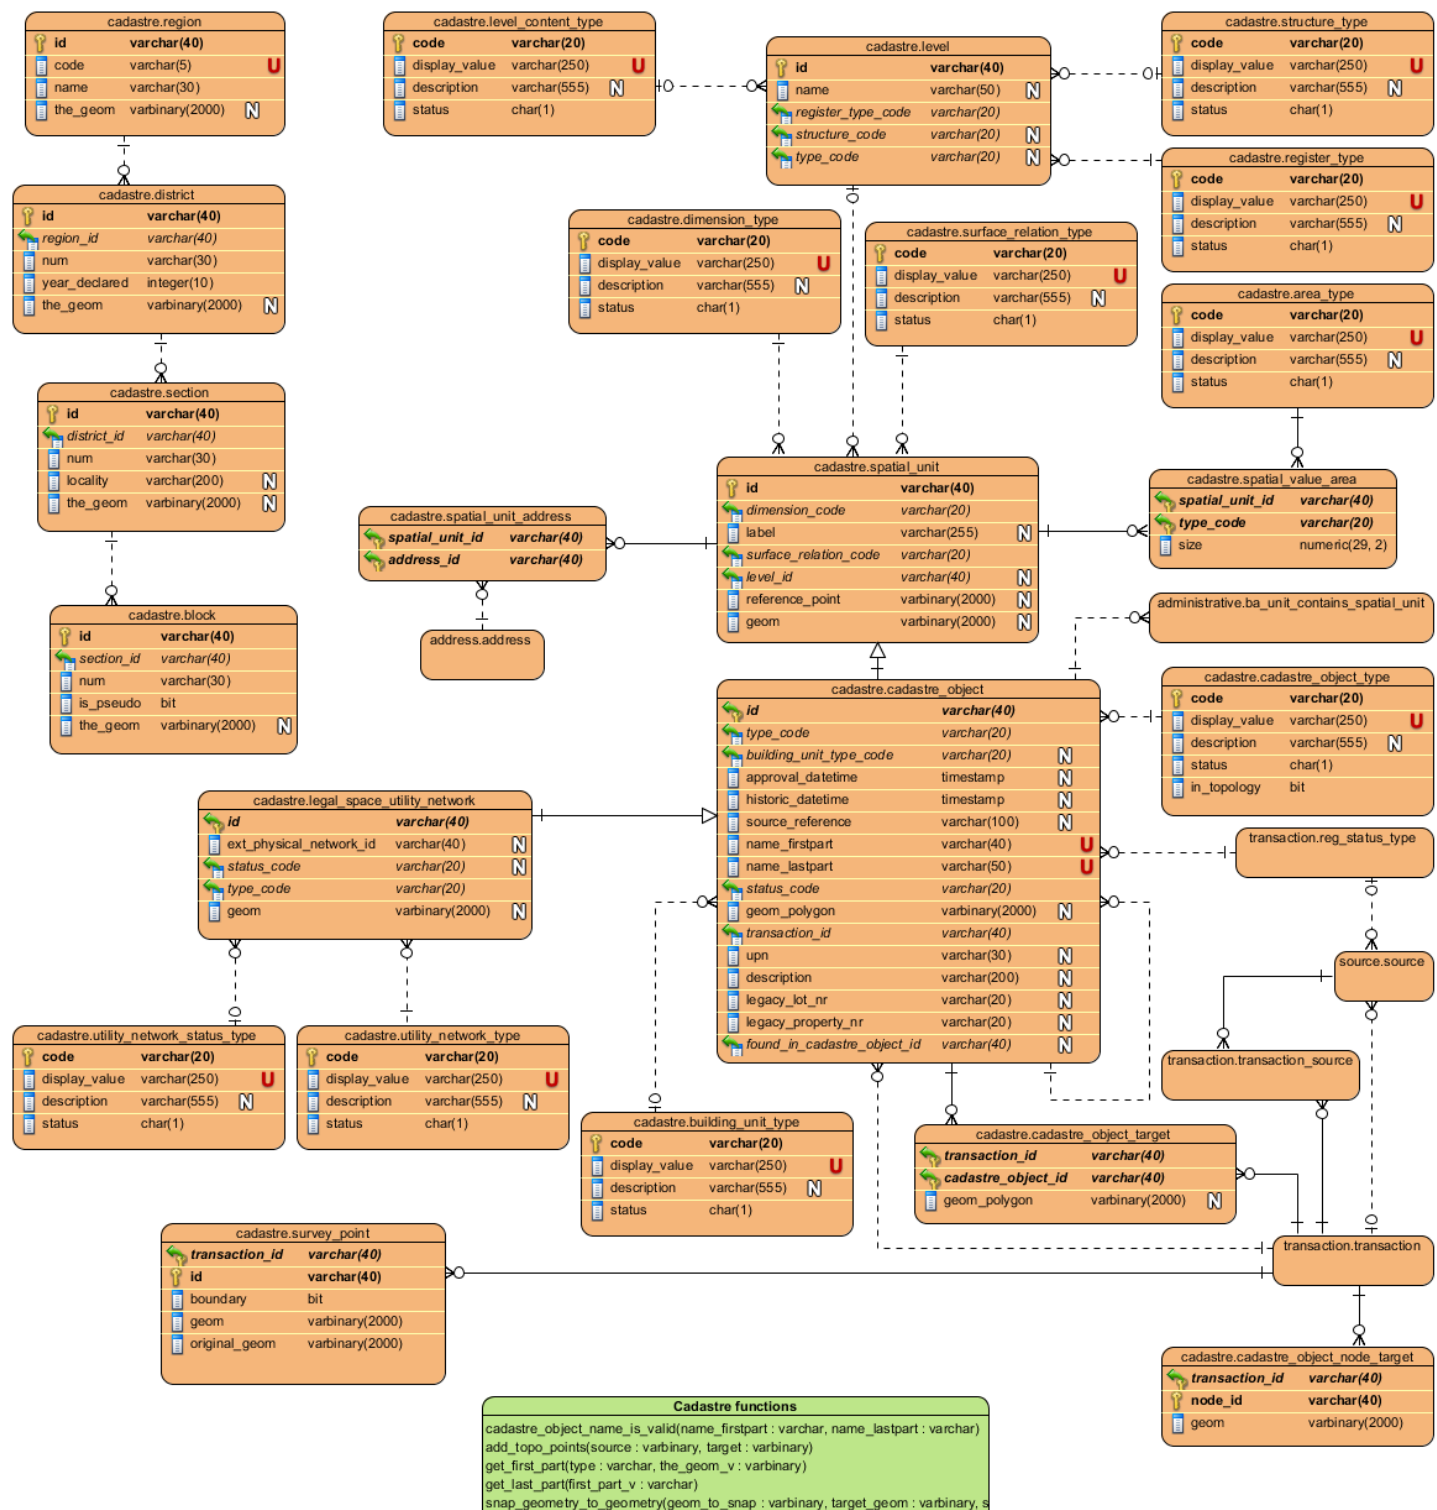 cadastre.region
id varchar(40)
code varchar(5) U
name varchar(30)
the_geom varbinary(2000) N
cadastre.level_content_type
code varchar(20)
display_value varchar(250) U
description varchar(555) N
status char(1)
cadastre.level
id varchar(40)
name varchar(50) N
register_type_code varchar(20)
structure_code varchar(20) N
type_code varchar(20) N
cadastre.structure_type
code varchar(20)
display_value varchar(250) U
description varchar(555) N
status char(1)
cadastre.register_type
code varchar(20)
display_value varchar(250) U
description varchar(555) N
status char(1)
cadastre.district
id varchar(40)
region_id varchar(40)
num varchar(30)
year_declared integer(10)
the_geom varbinary(2000) N
cadastre.dimension_type
code varchar(20)
display_value varchar(250) U
description varchar(555) N
status char(1)
cadastre.surface_relation_type
code varchar(20)
display_value varchar(250) U
description varchar(555) N
status char(1)
cadastre.area_type
code varchar(20)
display_value varchar(250) U
description varchar(555) N
status char(1)
cadastre.section
id varchar(40)
district_id varchar(40)
num varchar(30)
locality varchar(200) N
the_geom varbinary(2000) N
cadastre.spatial_unit
id varchar(40)
dimension_code varchar(20)
label varchar(255) N
surface_relation_code varchar(20)
level_id varchar(40) N
reference_point varbinary(2000) N
geom varbinary(2000) N
cadastre.spatial_value_area
spatial_unit_id varchar(40)
type_code varchar(20)
size numeric(29, 2)
cadastre.spatial_unit_address
spatial_unit_id varchar(40)
address_id varchar(40)
address.address
administrative.ba_unit_contains_spatial_unit
cadastre.block
id varchar(40)
section_id varchar(40)
num varchar(30)
is_pseudo bit
the_geom varbinary(2000) N
cadastre.cadastre_object
id varchar(40)
type_code varchar(20)
building_unit_type_code varchar(20) N
approval_datetime timestamp N
historic_datetime timestamp N
source_reference varchar(100) N
name_firstpart varchar(40) U
name_lastpart varchar(50) U
status_code varchar(20)
geom_polygon varbinary(2000) N
transaction_id varchar(40)
upn varchar(30) N
description varchar(200) N
legacy_lot_nr varchar(20) N
legacy_property_nr varchar(20) N
found_in_cadastre_object_id varchar(40) N
cadastre.cadastre_object_type
code varchar(20)
display_value varchar(250) U
description varchar(555) N
status char(1)
in_topology bit
cadastre.legal_space_utility_network
id varchar(40)
ext_physical_network_id varchar(40) N
status_code varchar(20) N
type_code varchar(20)
geom varbinary(2000) N
transaction.reg_status_type
source.source
transaction.transaction_source
cadastre.utility_network_status_type
code varchar(20)
display_value varchar(250) U
description varchar(555) N
status char(1)
cadastre.utility_network_type
code varchar(20)
display_value varchar(250) U
description varchar(555) N
status char(1)
cadastre.building_unit_type
code varchar(20)
display_value varchar(250) U
description varchar(555) N
status char(1)
cadastre.cadastre_object_target
transaction_id varchar(40)
cadastre_object_id varchar(40)
geom_polygon varbinary(2000) N
transaction.transaction
cadastre.survey_point
transaction_id varchar(40)
id varchar(40)
boundary bit
geom varbinary(2000)
original_geom varbinary(2000)
cadastre.cadastre_object_node_target
transaction_id varchar(40)
node_id varchar(40)
geom varbinary(2000)
Cadastre functions
cadastre_object_name_is_valid(name_firstpart : varchar, name_lastpart : varchar)
add_topo_points(source : varbinary, target : varbinary)
get_first_part(type : varchar, the_geom_v : varbinary)
get_last_part(first_part_v : varchar)
snap_geometry_to_geometry(geom_to_snap : varbinary, target_geom : varbinary, s